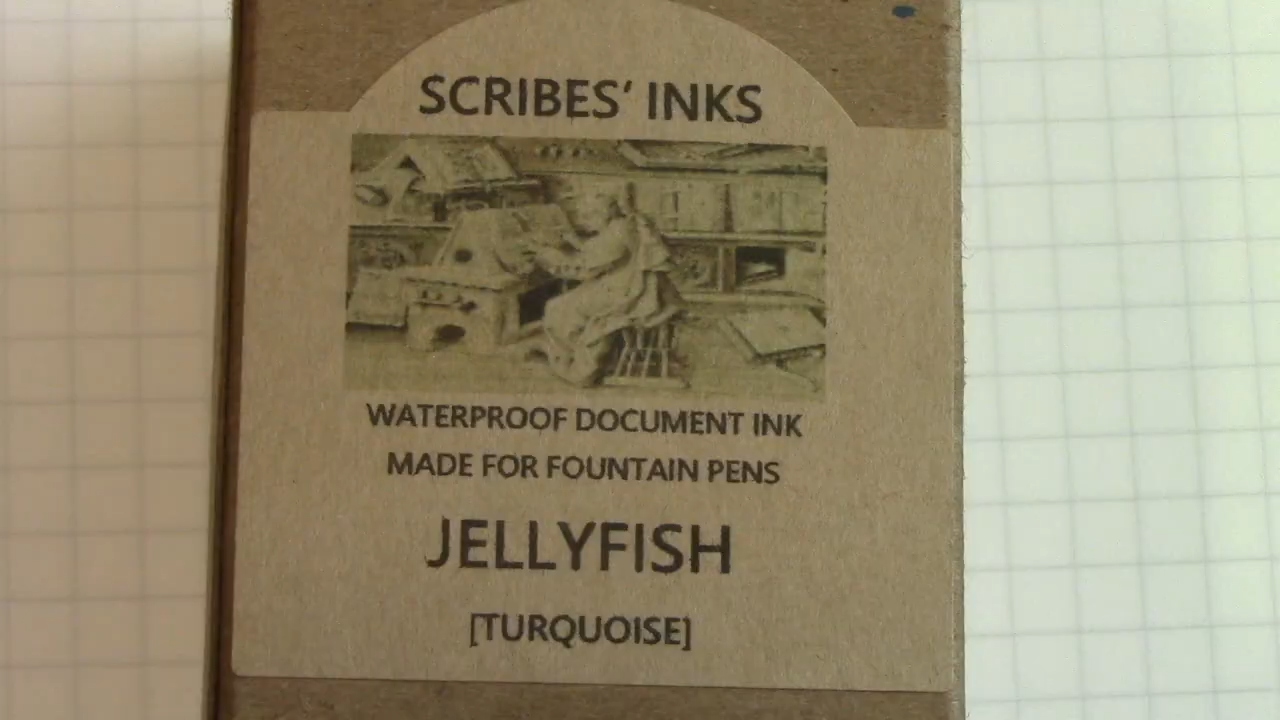 SCRIBES' INKS
WATERPROOF DOCUMENT INK
MADE FOR FOUNTAIN PENS
JELLYFISH
[TURQUOISE]